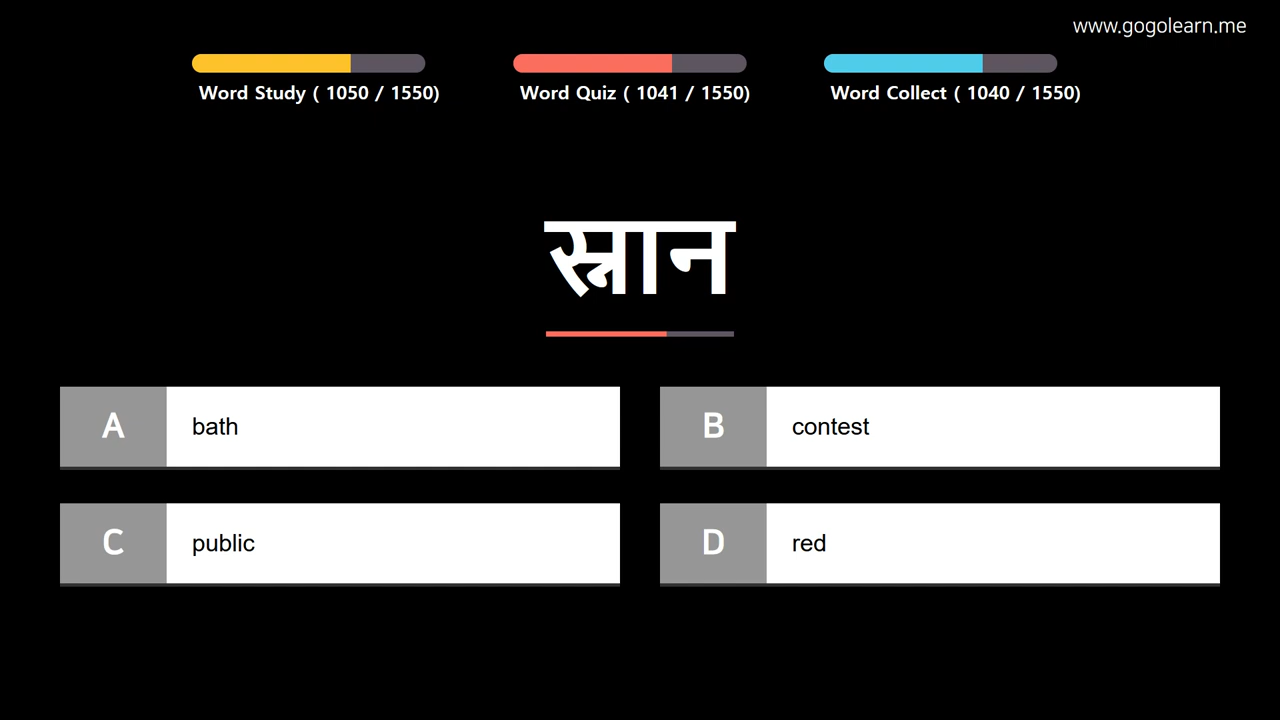 www.gogolearn.me
Word Study ( 1050 / 1550)
Word Quiz ( 1041 / 1550)
Word Collect ( 1040 / 1550)
स्नान
A bath
B contest
C public
D red